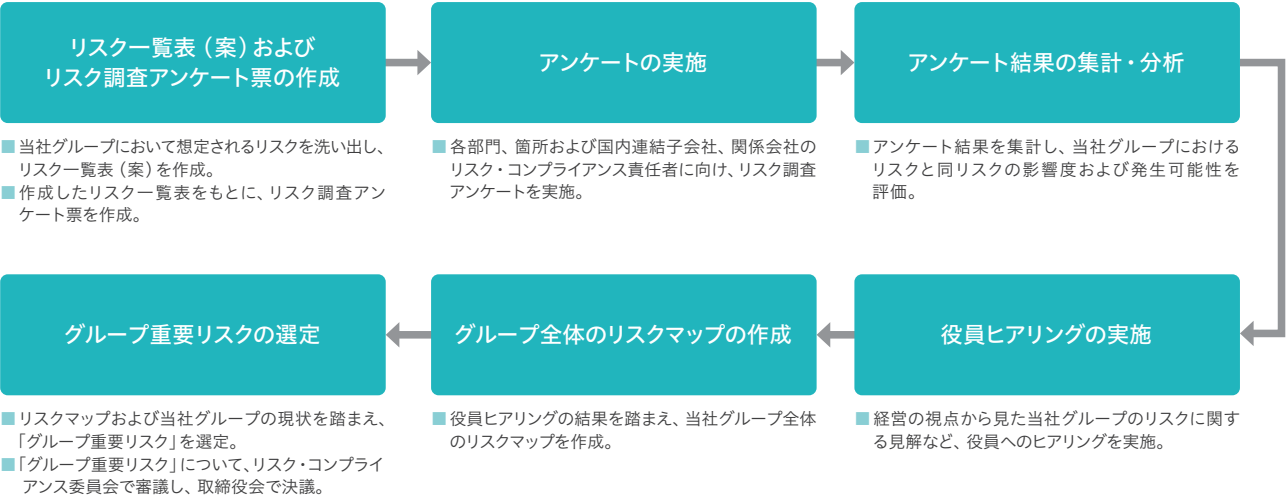 リスク一覧表（案）および
リスク調査アンケート票の作成
■当社グループにおいて想定されるリスクを洗い出し、
リスク一覧表（案）を作成。
■作成したリスク一覧表をもとに、リスク調査アン
ケート票を作成。
アンケートの実施
■各部門、箇所および国内連結子会社、関係会社の
リスク・コンプライアンス責任者に向け、リスク調査
アンケートを実施。
アンケート結果の集計・分析
■アンケート結果を集計し、当社グループにおける
リスクと同リスクの影響度および発生可能性を
評価。
役員ヒアリングの実施
■経営の視点から見た当社グループのリスクに関す
る見解など、役員へのヒアリングを実施。
グループ全体のリスクマップの作成
■役員ヒアリングの結果を踏まえ、当社グループ全体
のリスクマップを作成。
グループ重要リスクの選定
■リスクマップおよび当社グループの現状を踏まえ、
「グループ重要リスク」を選定。
■「グループ重要リスク」について、リスク・コンプライ
アンス委員会で審議し、取締役会で決議。